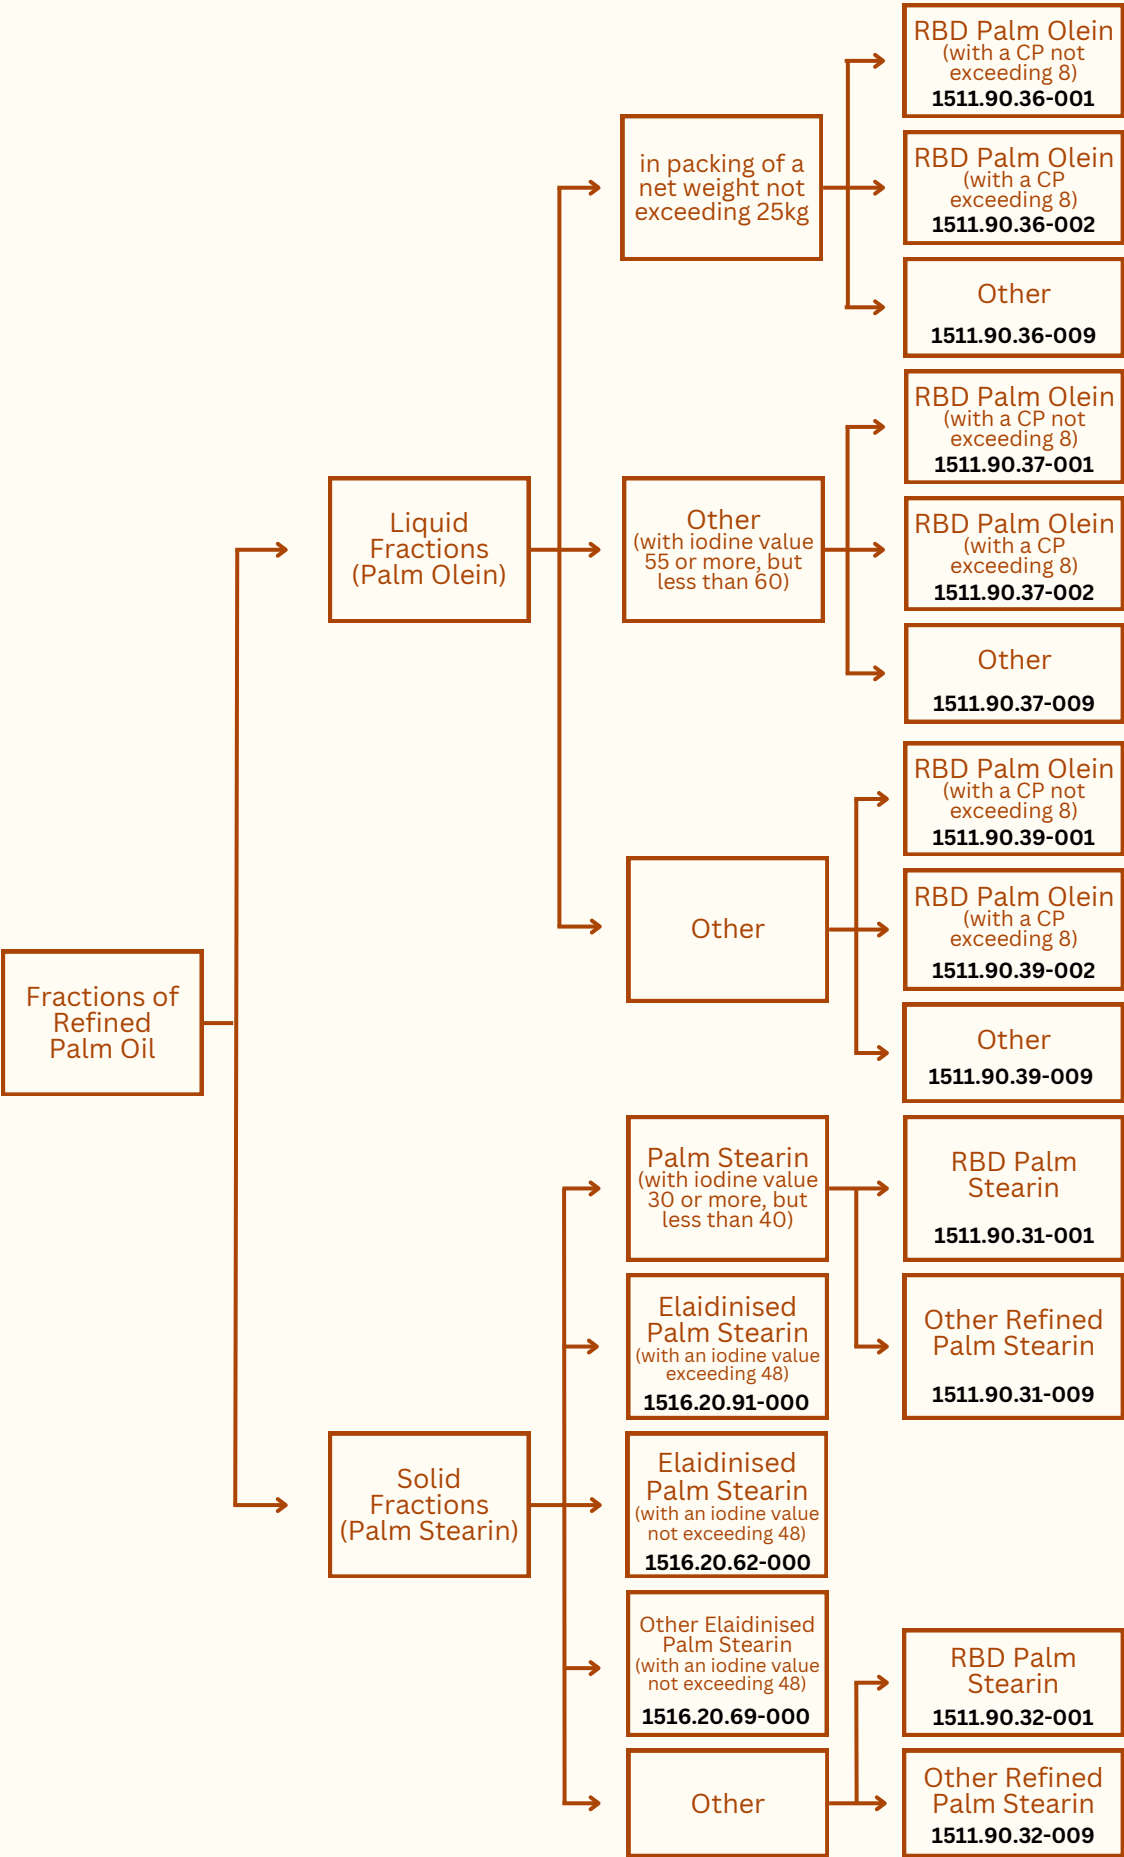 RBD Palm Olein
(with a CP not
exceeding 8)
1511.90.36-001
in packing of a
net weight not
exceeding 25kg
RBD Palm Olein
(with a CP
exceeding 8)
1511.90.36-002
Other
1511.90.36-009
RBD Palm Olein
(with a CP not
exceeding 8)
1511.90.37-001
Liquid
Fractions
(Palm Olein)
Other
(with iodine value
55 or more, but
less than 60)
RBD Palm Olein
(with a CP
exceeding 8)
1511.90.37-002
Other
1511.90.37-009
RBD Palm Olein
(with a CP not
exceeding 8)
1511.90.39-001
Other
RBD Palm Olein
(with a CP
exceeding 8)
1511.90.39-002
Fractions of
Refined
Palm Oil
Other
1511.90.39-009
Palm Stearin
(with iodine value
30 or more, but
less than 40)
RBD Palm
Stearin
1511.90.31-001
Elaidinised
Palm Stearin
(with an iodine value
exceeding 48)
1516.20.91-000
Other Refined
Palm Stearin
1511.90.31-009
Solid
Fractions
(Palm Stearin)
Elaidinised
Palm Stearin
(with an iodine value
not exceeding 48)
1516.20.62-000
Other Elaidinised
Palm Stearin
(with an iodine value
not exceeding 48)
1516.20.69-000
RBD Palm
Stearin
1511.90.32-001
Other
Other Refined
Palm Stearin
1511.90.32-009